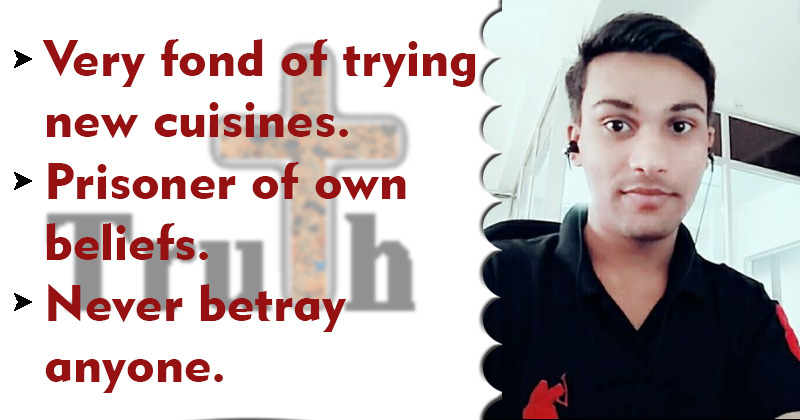 ➤ Very fond of trying
new cuisines.
➤ Prisoner of own
beliefs.
➤ Never betray
anyone.
Truth